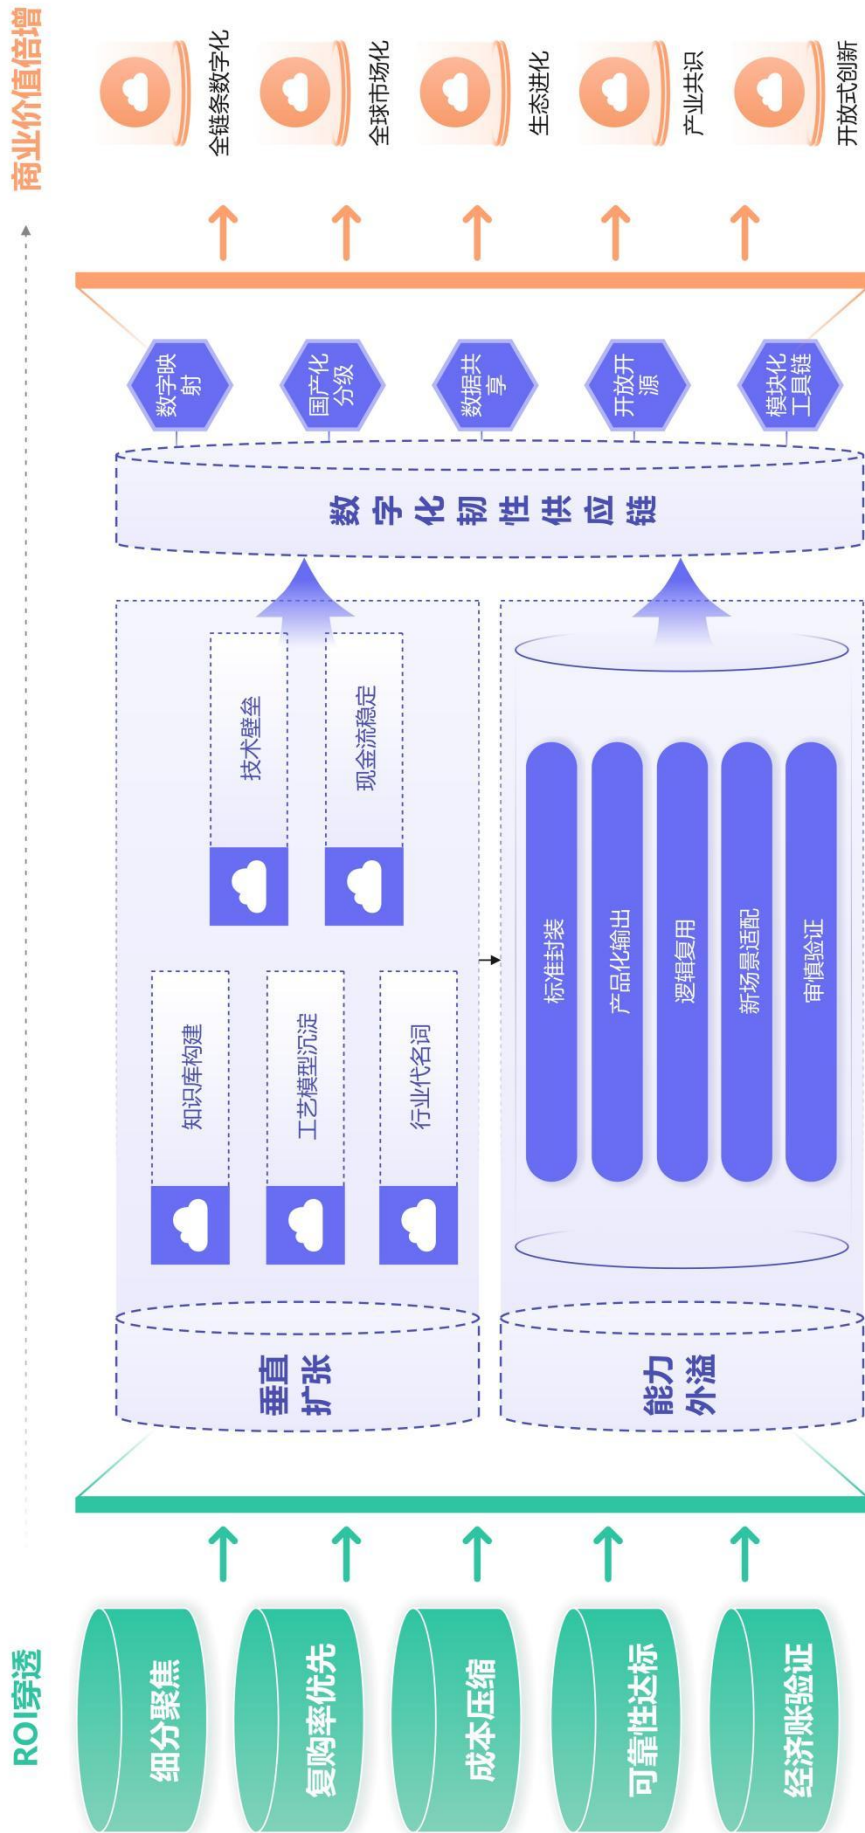 ROI穿透
商业价值倍增
细分聚焦
复购率优先
成本压缩
可靠性达标
经济账验证
垂直
扩张
知识库构建
工艺模型沉淀
行业代名词
技术壁垒
现金流稳定
能力
外溢
标准封装
产品化输出
逻辑复用
新场景适配
审慎验证
数字化韧性供应链
数字映
射
国产化
分级
数据共
享
开放开
源
模块化
工具链
全链条数字化
全球市场化
生态进化
产业共识
开放式创新